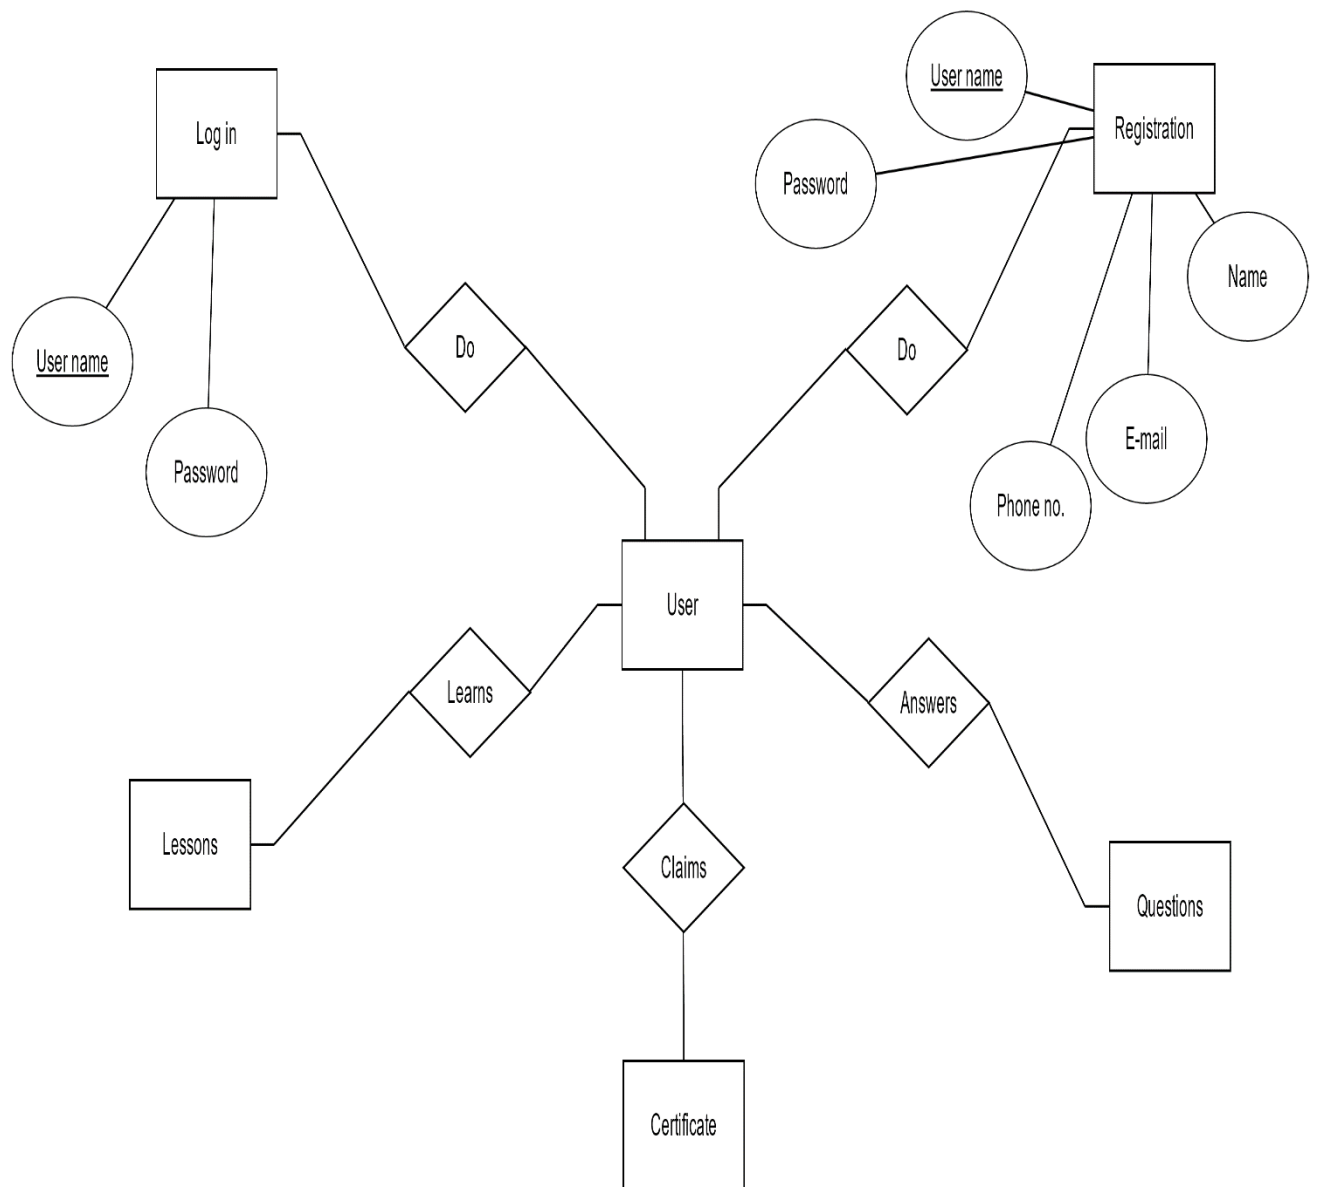 User name
Log in
Registration
Password
Name
Do
Do
User name
E-mail
Password
Phone no.
User
Learns
Answers
Lessons
Claims
Questions
Certificate